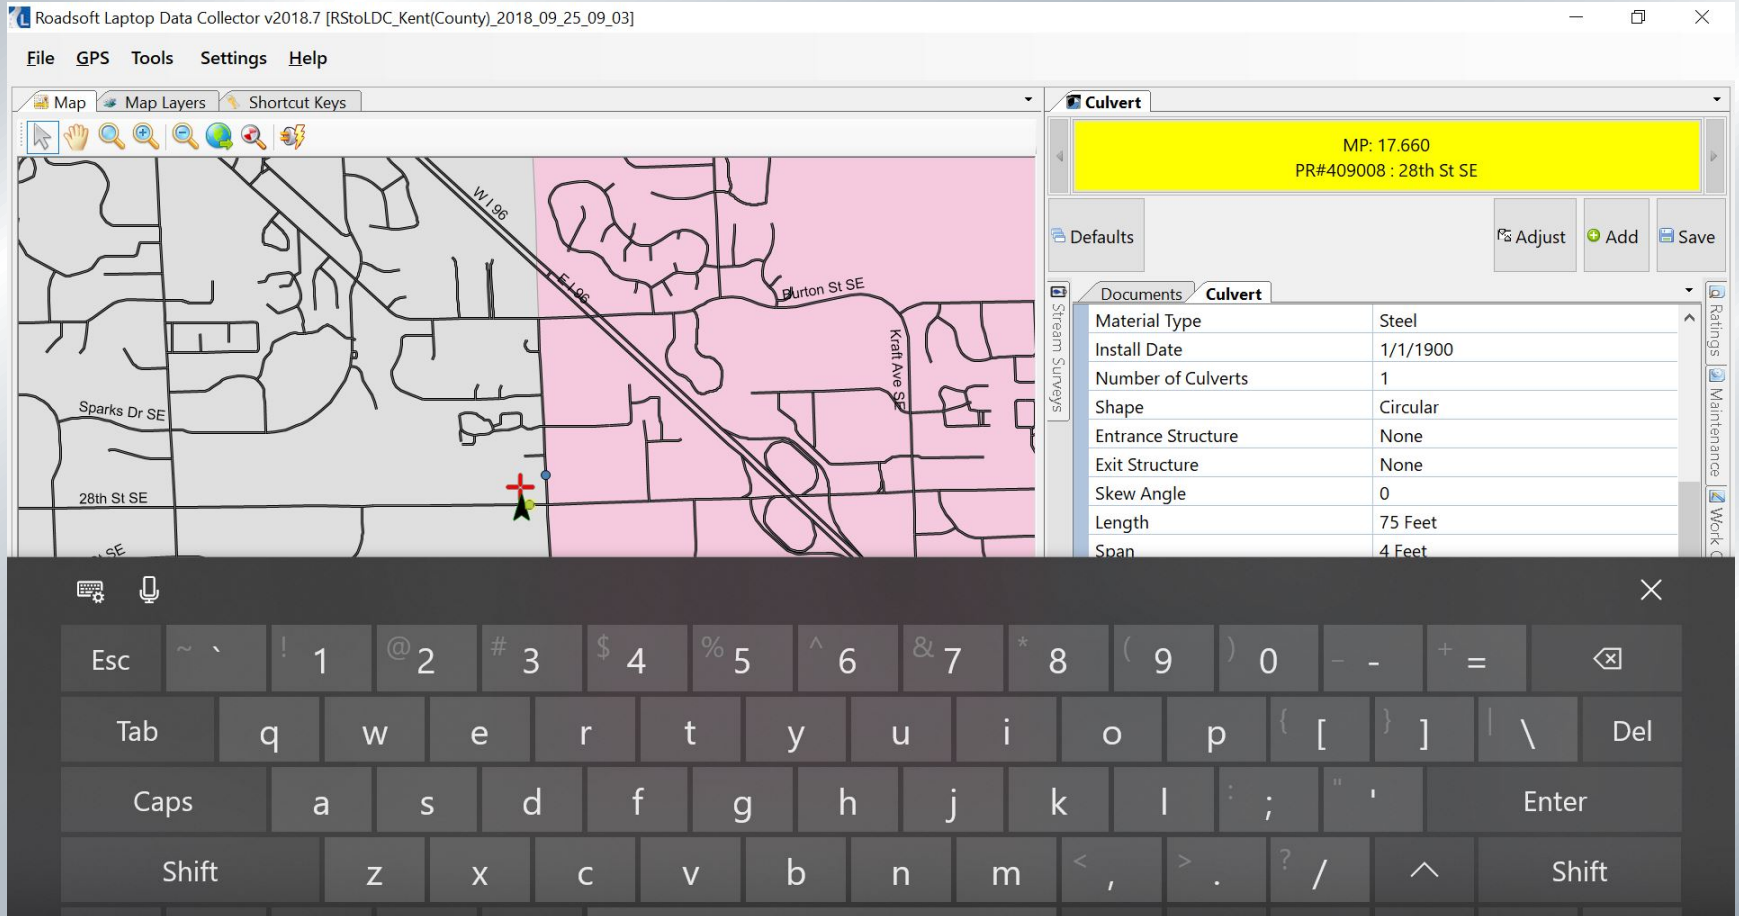 Roadsoft Laptop Data Collector v2018.7 [RStoLDC_Kent(County)_2018_09_25_09_03]
File GPS Tools Settings Help
Map Map Layers Shortcut Keys
Culvert
MP: 17.660
PR#409008 : 28th St SE
Defaults Adjust Add Save
Documents Culvert
Stream Surveys
Ratings
Maintenance
Work
Material Type Steel
Install Date 1/1/1900
Number of Culverts 1
Shape Circular
Entrance Structure None
Exit Structure None
Skew Angle 0
Length 75 Feet
Span 4 Feet
W I 96
E I 96
Burton St SE
Kraft Ave SE
Sparks Dr SE
28th St SE
SE
Esc ~ ` ! 1 @ 2 # 3 $ 4 % 5 ^ 6 & 7 * 8 ( 9 ) 0 _ - + =
Tab q w e r t y u i o p { [ } ] | \ Del
Caps a s d f g h j k l : ; " ' Enter
Shift z x c v b n m < , > . ? / Shift